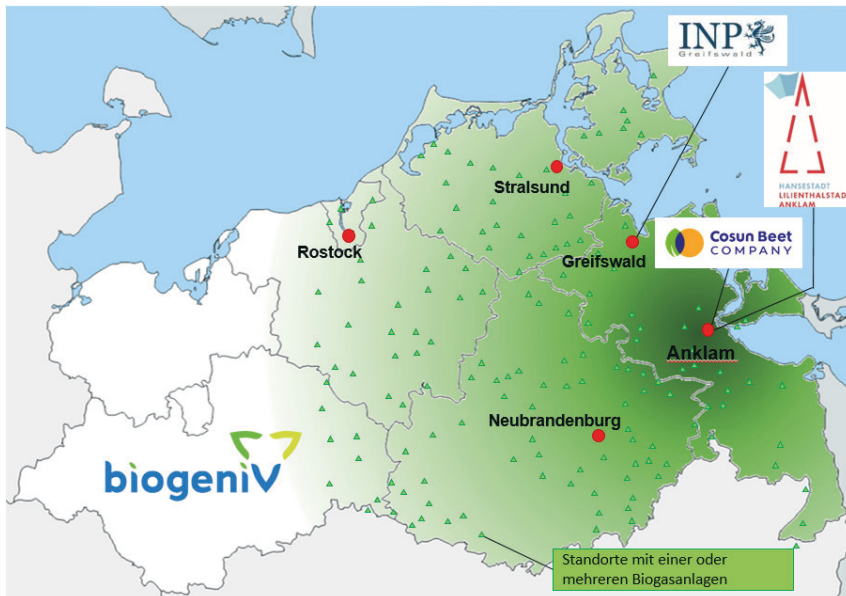 INP
Greifswald
HANSESTADT
LILIENTHALSTAD
ANKLAM
Stralsund
Cosun Beet
COMPANY
Rostock
Greifswald
Anklam
Neubrandenburg
biogeniV
Standorte mit einer oder
mehreren Biogasanlagen